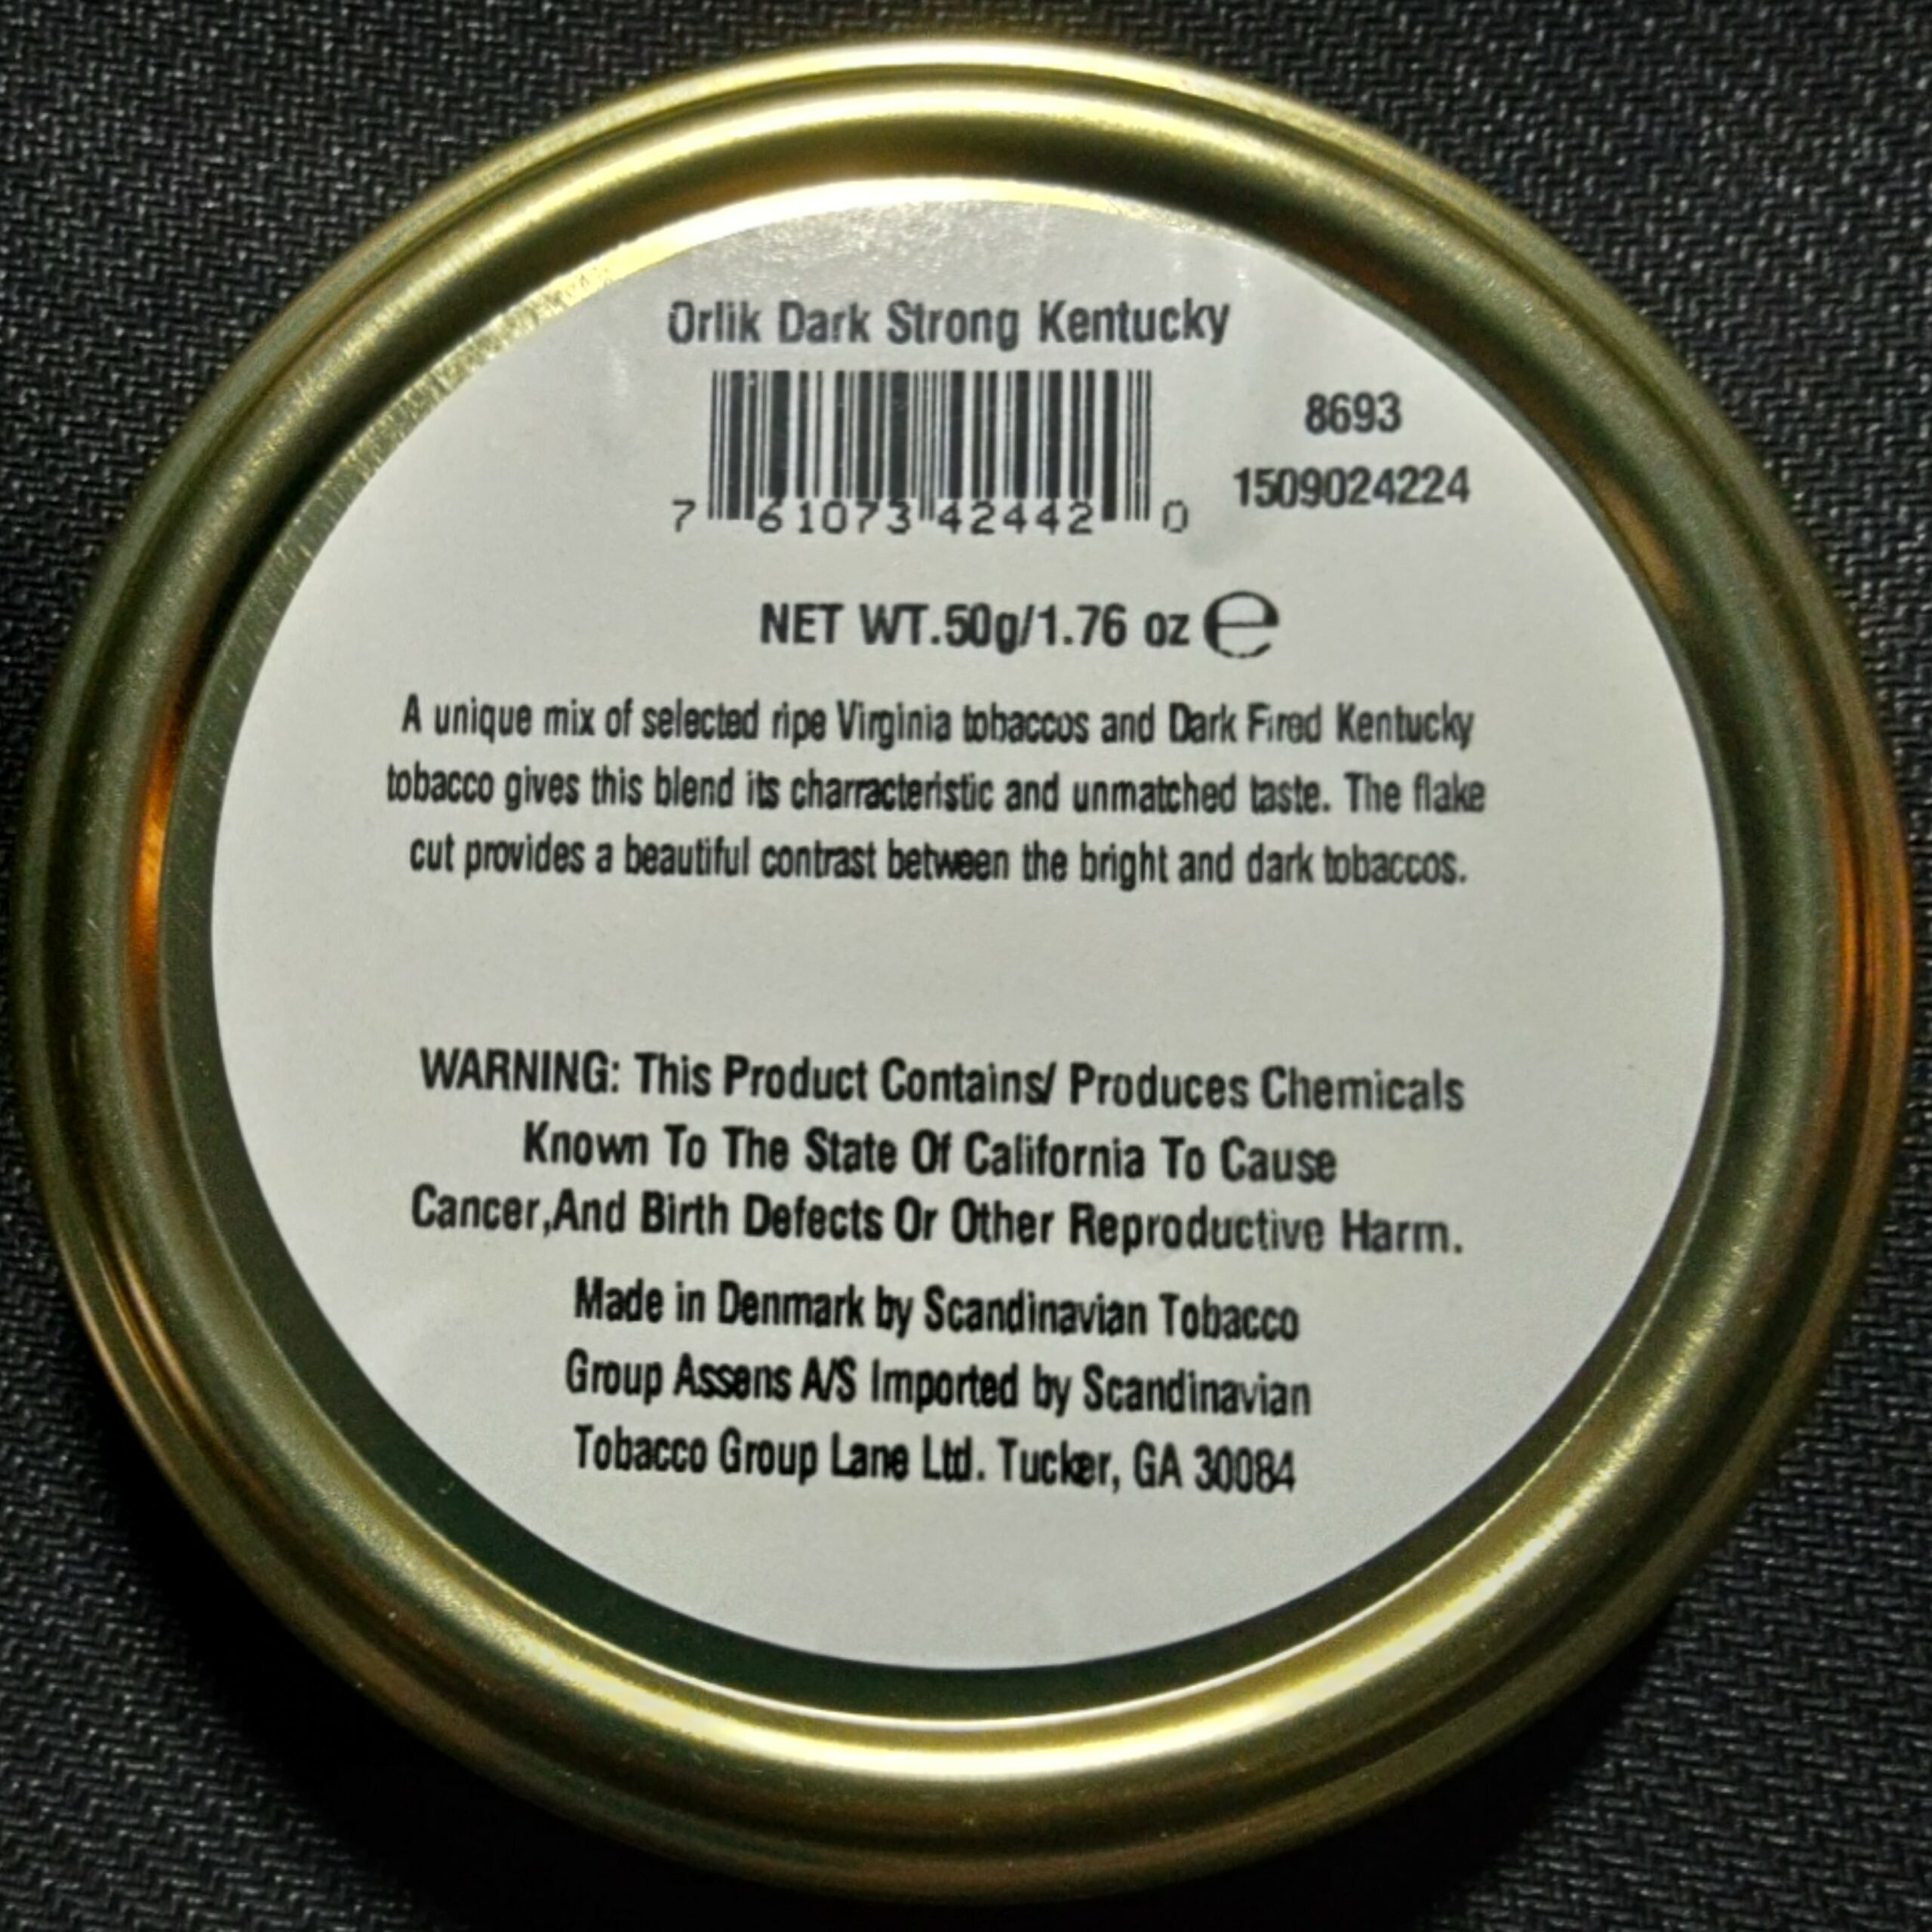 Orlik Dark Strong Kentucky
8693
1509024224
7 61073 42442 0
NET WT.50g/1.76 oz ℮
A unique mix of selected ripe Virginia tobaccos and Dark Fired Kentucky
tobacco gives this blend its charracteristic and unmatched taste. The flake
cut provides a beautiful contrast between the bright and dark tobaccos.
WARNING: This Product Contains/ Produces Chemicals
Known To The State Of California To Cause
Cancer,And Birth Defects Or Other Reproductive Harm.
Made in Denmark by Scandinavian Tobacco
Group Assens A/S Imported by Scandinavian
Tobacco Group Lane Ltd. Tucker, GA 30084